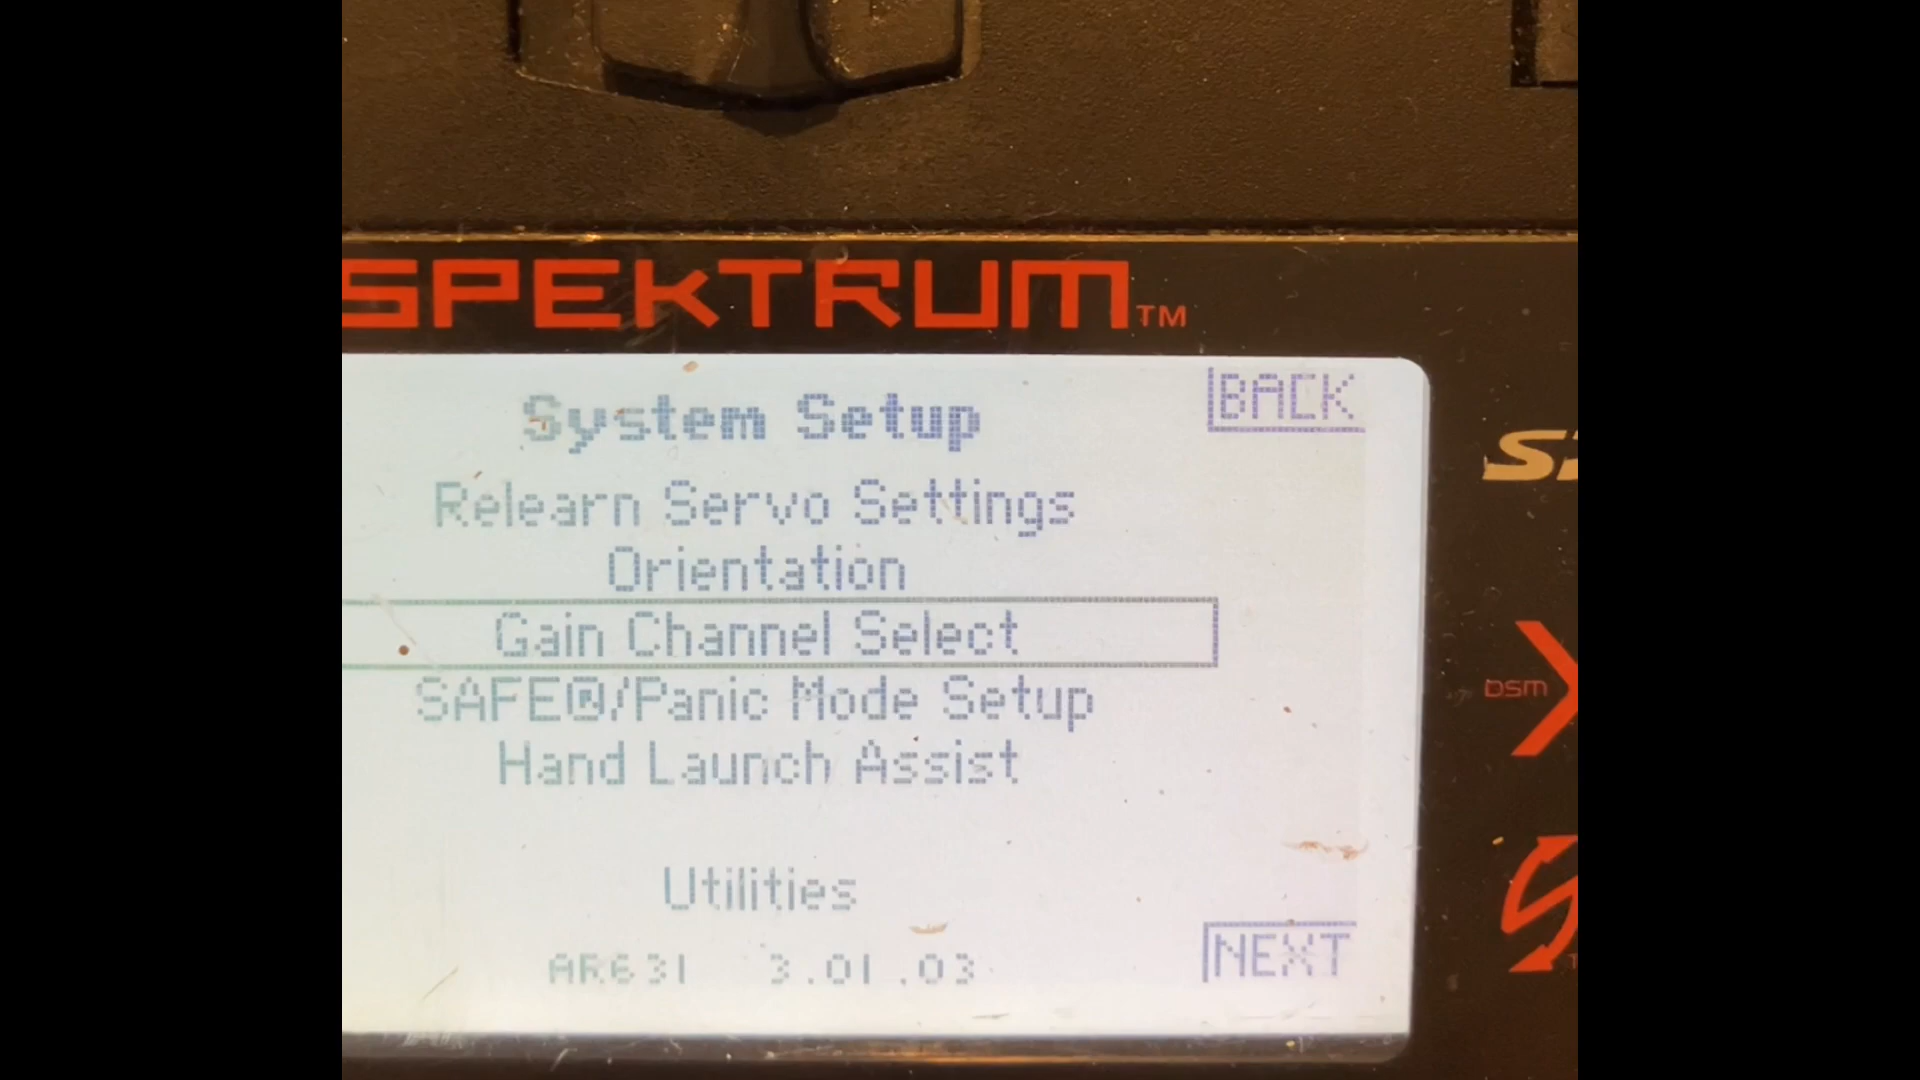 SPEKTRUM™
BACK
System Setup
Relearn Servo Settings
Orientation
Gain Channel Select
SAFE®/Panic Mode Setup
DSM
Hand Launch Assist
Utilities
AR631 3.01.03
NEXT